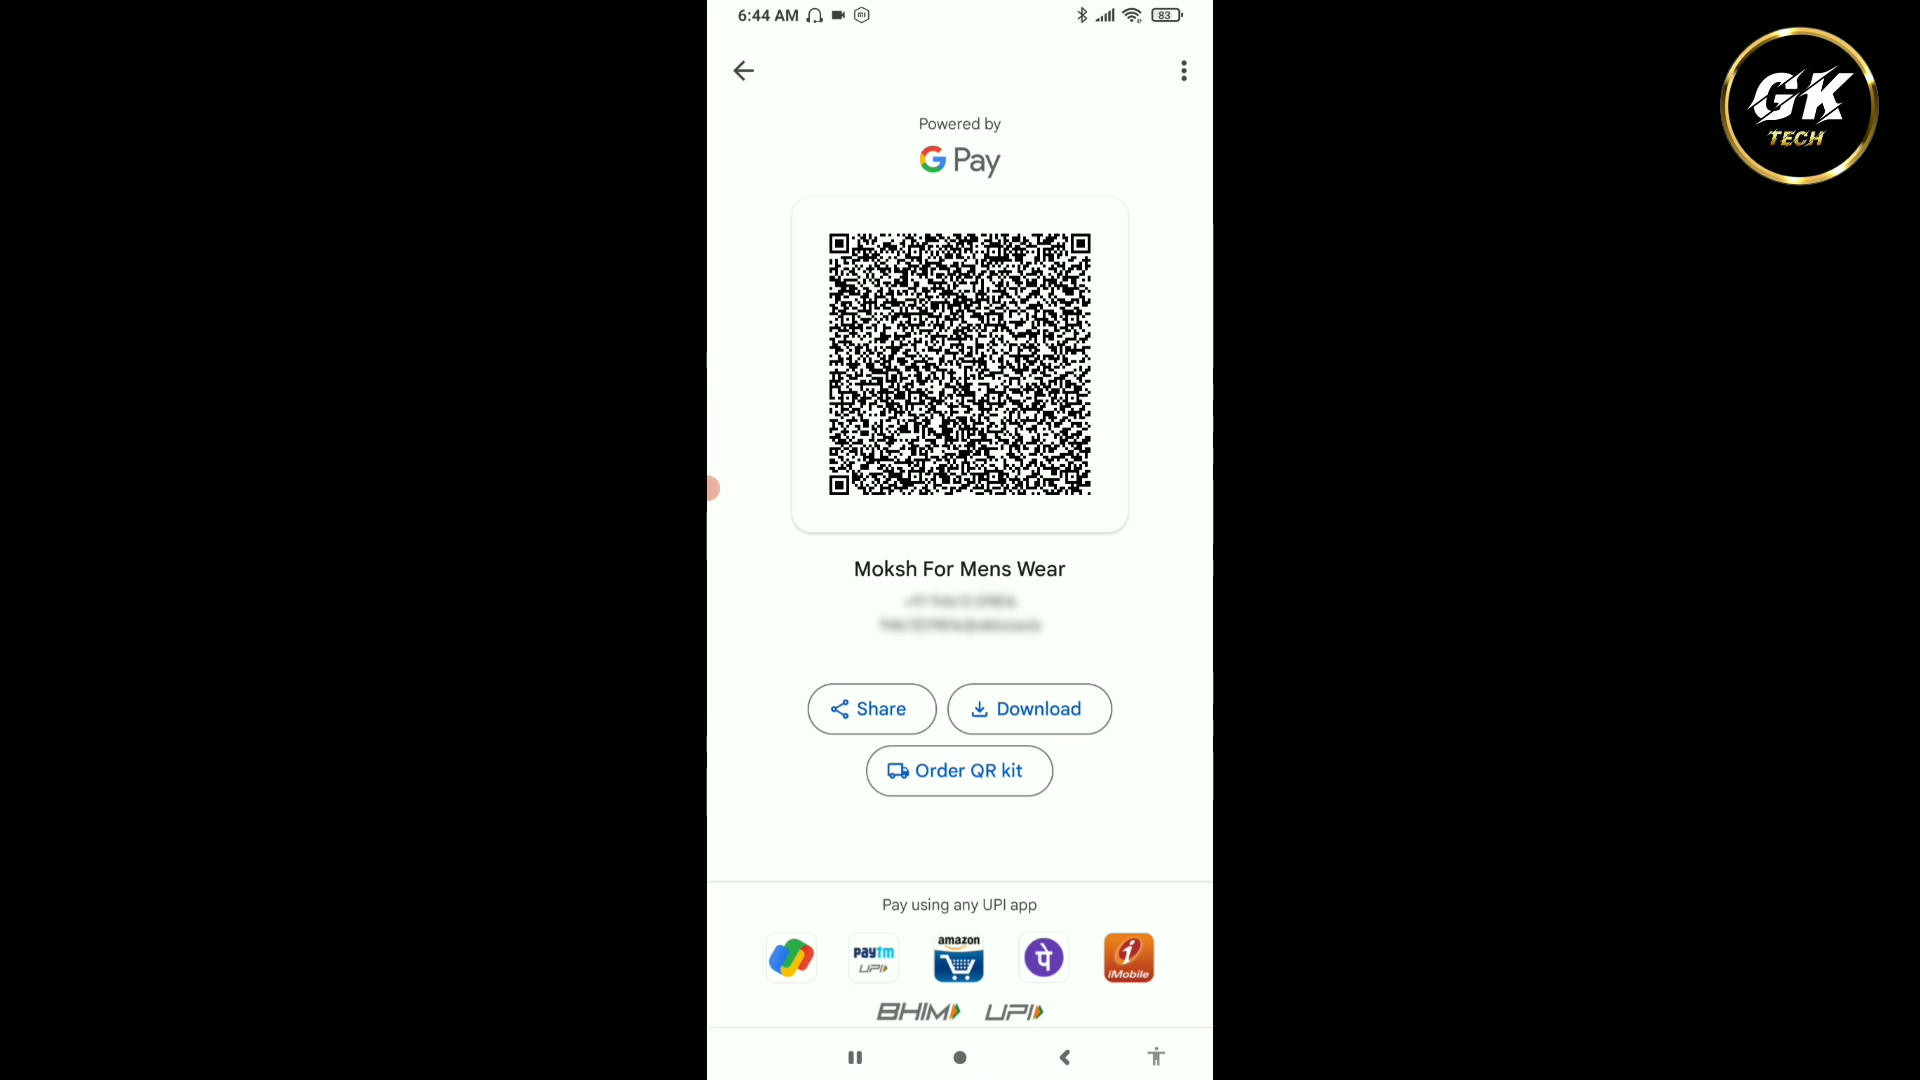 6:44 AM
83
GK
TECH
Powered by
G Pay
Moksh For Mens Wear
Share
Download
Order QR kit
Pay using any UPI app
paytm
UPI
amazon
पे
i
iMobile
BHIM UPI